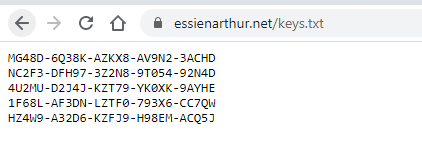 essienarthur.net/keys.txt
MG48D-6Q38K-AZKX8-AV9N2-3ACHD
NC2F3-DFH97-3Z2N8-9T054-92N4D
4U2MU-D2J4J-KZT79-YK0XK-9AYHE
1F68L-AF3DN-LZTF0-793X6-CC7QW
HZ4W9-A32D6-KZFJ9-H98EM-ACQ5J